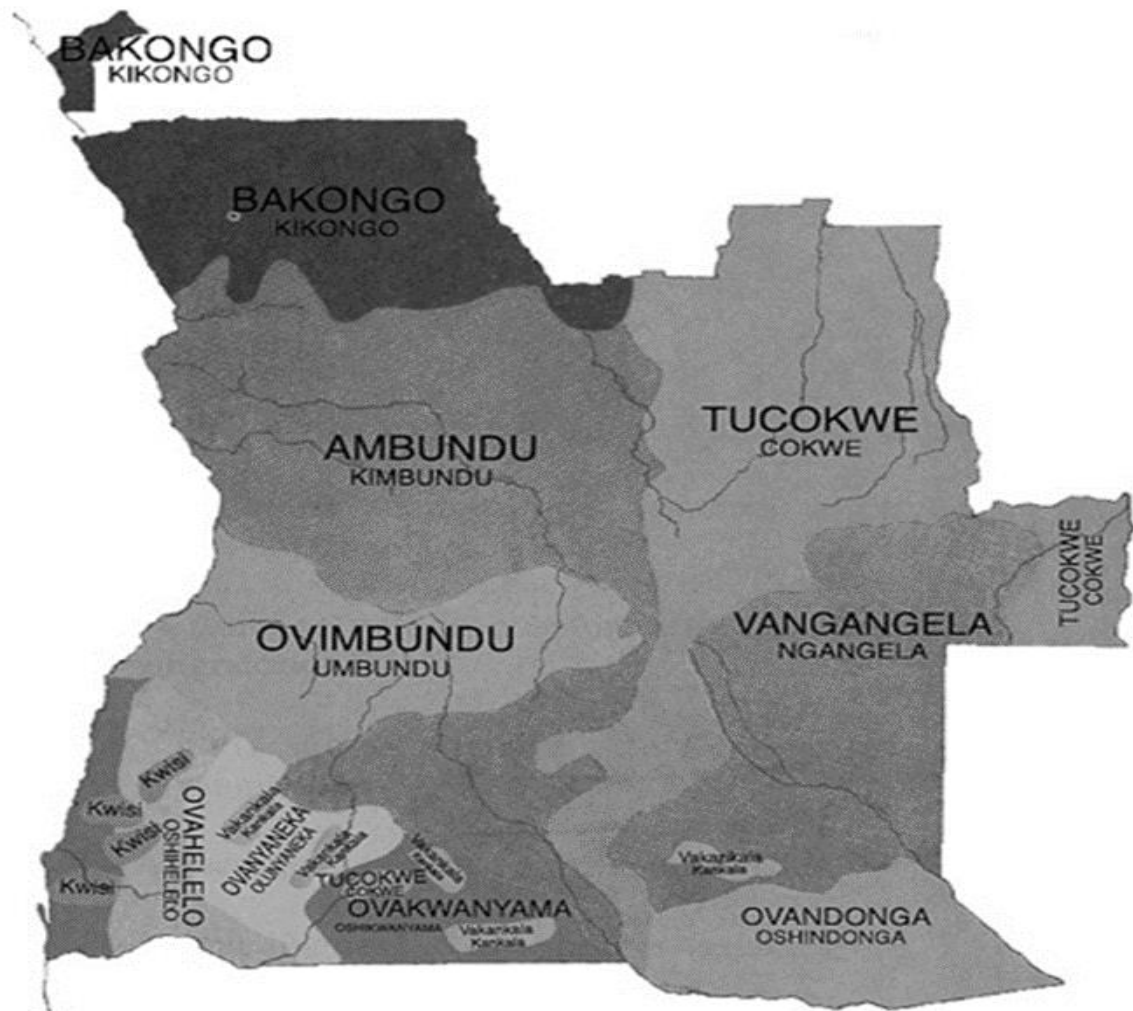 BAKONGO
KIKONGO
BAKONGO
KIKONGO
TUCOKWE
COKWE
AMBUNDU
KIMBUNDU
TUCOKWE
COKWE
VANGANGELA
NGANGELA
OVIMBUNDU
UMBUNDU
Kwisi
Kwisi
Kwisi
Kwisi
OVAHELELO
Vakankala
Kankala
OVANYANEKA
OLUNYANEKA
Vakankala
Kankala
Vakankala
Kankala
TUCOKWE
COKWE
OVAKWANYAMA
OSHIKWANYAMA
Vakankala
Kankala
Vakankala
Kankala
OVANDONGA
OSHINDONGA